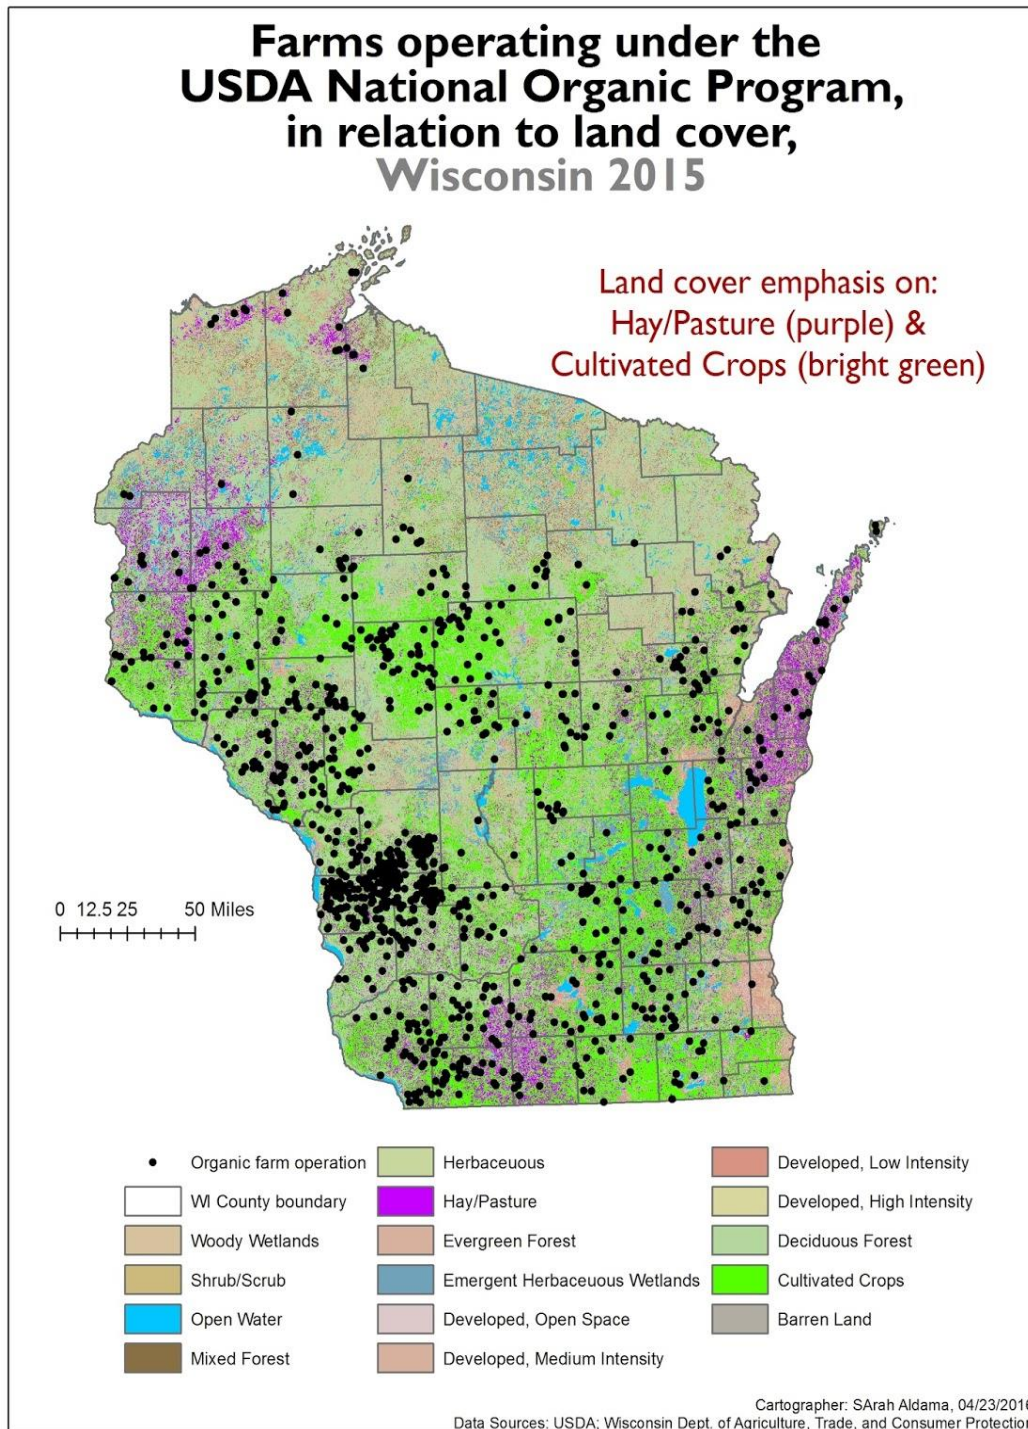 Farms operating under the
USDA National Organic Program,
in relation to land cover,
Wisconsin 2015
Land cover emphasis on:
Hay/Pasture (purple) &
Cultivated Crops (bright green)
0 12.5 25 50 Miles
Organic farm operation
WI County boundary
Woody Wetlands
Shrub/Scrub
Open Water
Mixed Forest
Herbaceuous
Hay/Pasture
Evergreen Forest
Emergent Herbaceuous Wetlands
Developed, Open Space
Developed, Medium Intensity
Developed, Low Intensity
Developed, High Intensity
Deciduous Forest
Cultivated Crops
Barren Land
Cartographer: SArah Aldama, 04/23/2016
Data Sources: USDA; Wisconsin Dept. of Agriculture, Trade, and Consumer Protection